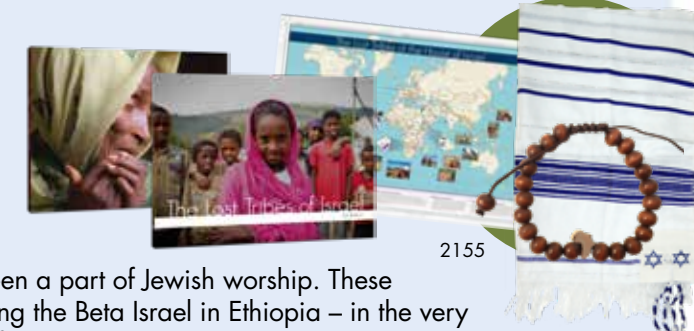 The Lost Tribes of Israel
2155
en a part of Jewish worship. These
ng the Beta Israel in Ethiopia – in the very